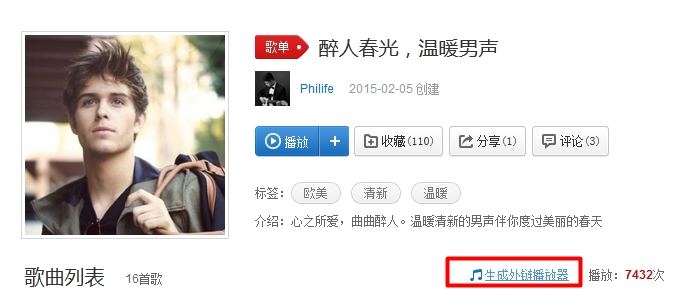 歌单 醉人春光，温暖男声
Philife 2015-02-05 创建
播放 + 收藏(110) 分享(1) 评论(3)
标签： 欧美 清新 温暖
介绍：心之所爱，曲曲醉人。温暖清新的男声伴你度过美丽的春天
歌曲列表 16首歌 生成外链播放器 播放：7432次